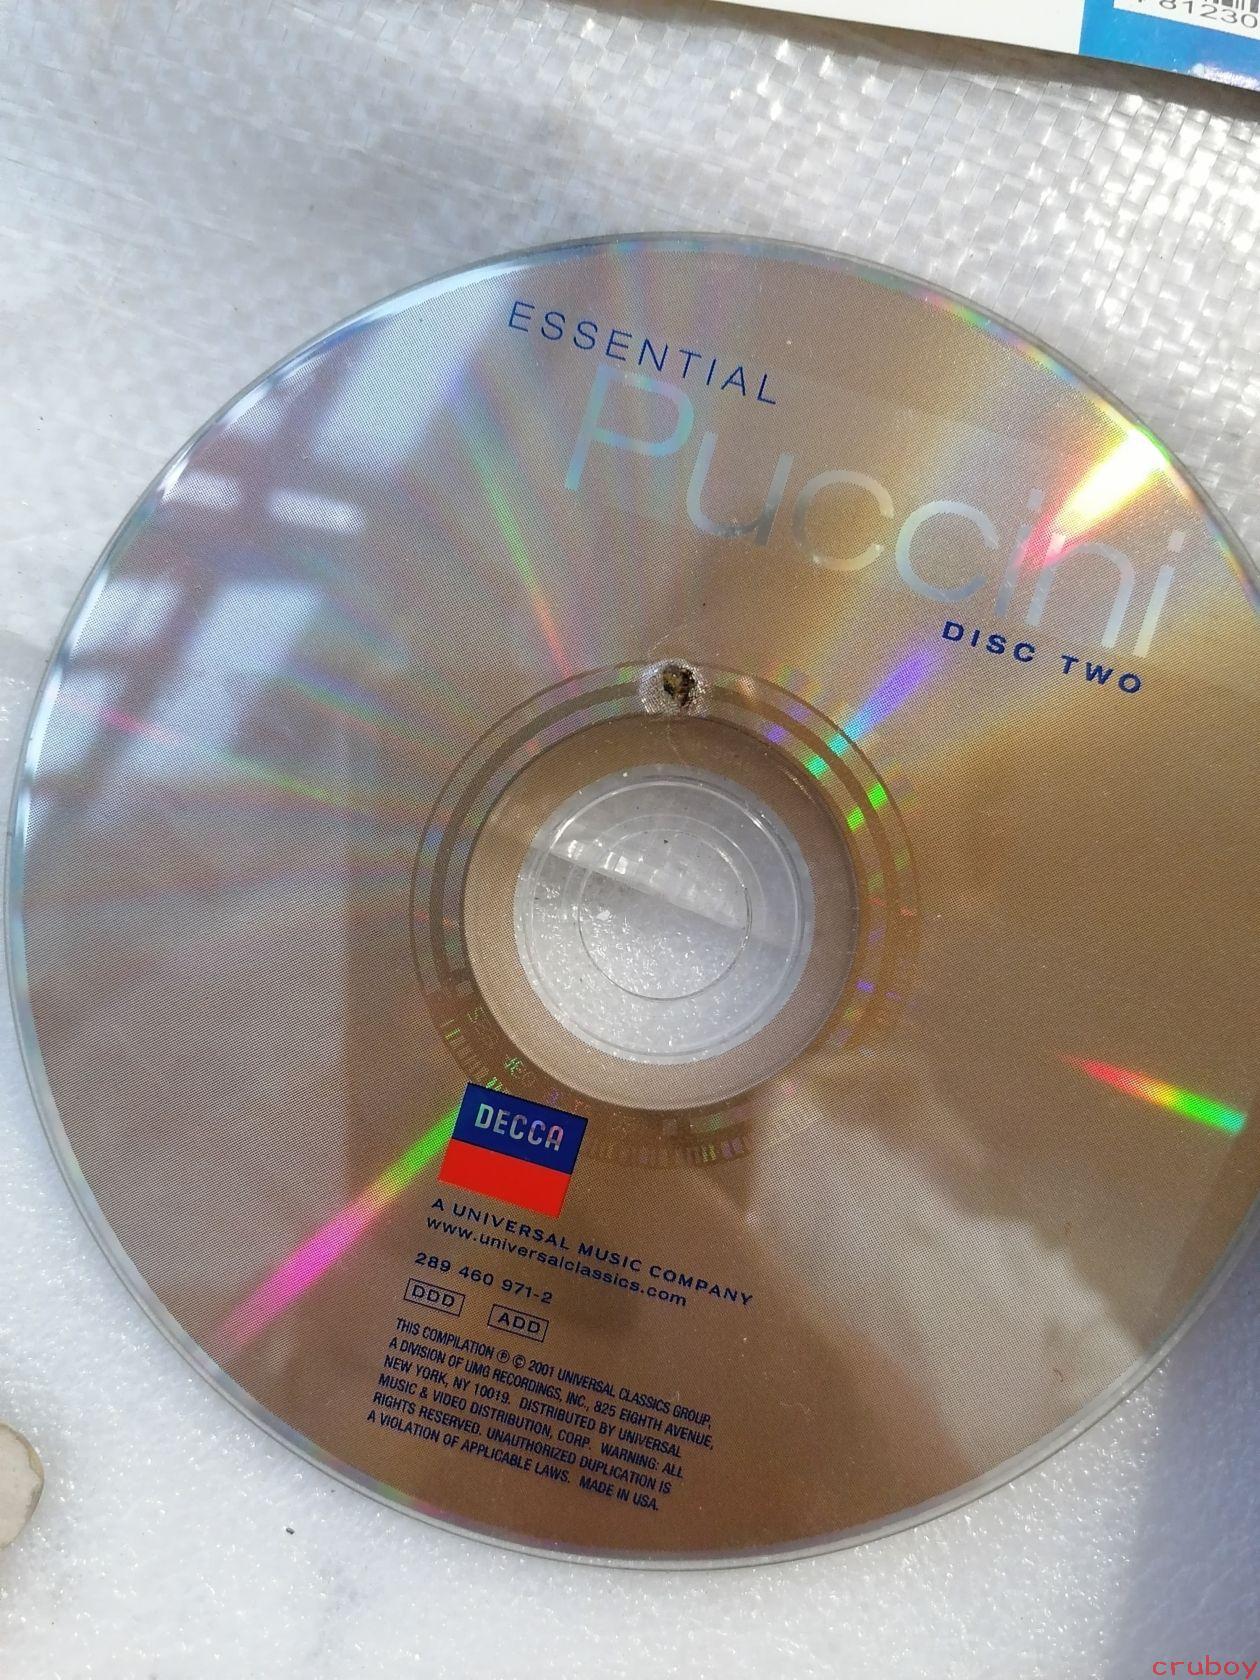 81230
ESSENTIAL
Puccini
DISC TWO
DECCA
A UNIVERSAL MUSIC COMPANY
www.universalclassics.com
289 460 971-2
DDD ADD
THIS COMPILATION ℗ © 2001 UNIVERSAL CLASSICS GROUP,
A DIVISION OF UMG RECORDINGS, INC., 825 EIGHTH AVENUE,
NEW YORK, NY 10019. DISTRIBUTED BY UNIVERSAL
MUSIC & VIDEO DISTRIBUTION, CORP. WARNING: ALL
RIGHTS RESERVED. UNAUTHORIZED DUPLICATION IS
A VIOLATION OF APPLICABLE LAWS. MADE IN USA.
cruboy